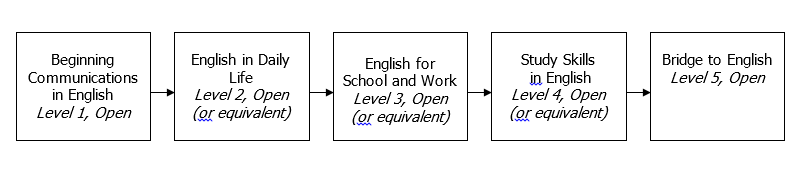 Beginning
Communications
in English
Level 1, Open
English in Daily
Life
Level 2, Open
(or equivalent)
English for
School and Work
Level 3, Open
(or equivalent)
Study Skills
in English
Level 4, Open
(or equivalent)
Bridge to English
Level 5, Open